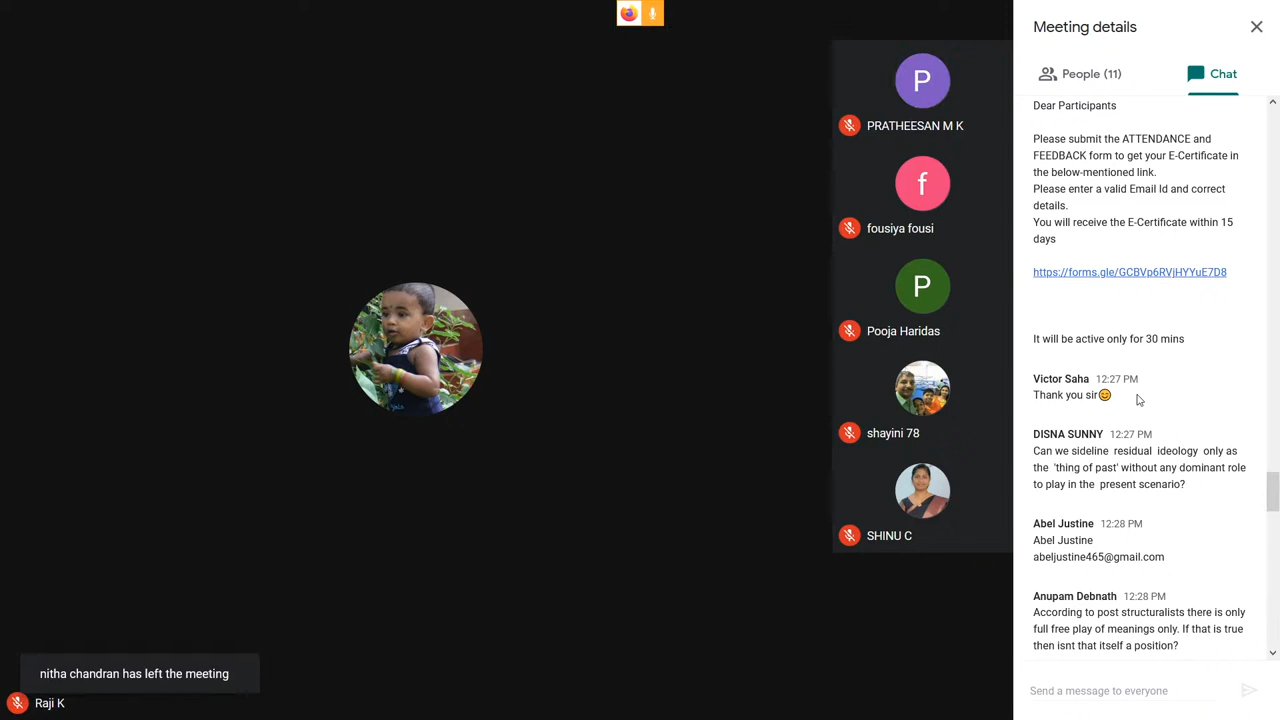 Meeting details
People (11)
Chat
P
PRATHEESAN M K
f
fousiya fousi
P
Pooja Haridas
shayini 78
SHINU C
Dear Participants
Please submit the ATTENDANCE and
FEEDBACK form to get your E-Certificate in
the below-mentioned link.
Please enter a valid Email Id and correct
details.
You will receive the E-Certificate within 15
days
https://forms.gle/GCBVp6RVjHYYuE7D8
It will be active only for 30 mins
Victor Saha 12:27 PM
Thank you sir😊
DISNA SUNNY 12:27 PM
Can we sideline residual ideology only as
the 'thing of past' without any dominant role
to play in the present scenario?
Abel Justine 12:28 PM
Abel Justine
abeljustine465@gmail.com
Anupam Debnath 12:28 PM
According to post structuralists there is only
full free play of meanings only. If that is true
then isnt that itself a position?
Send a message to everyone
nitha chandran has left the meeting
Raji K